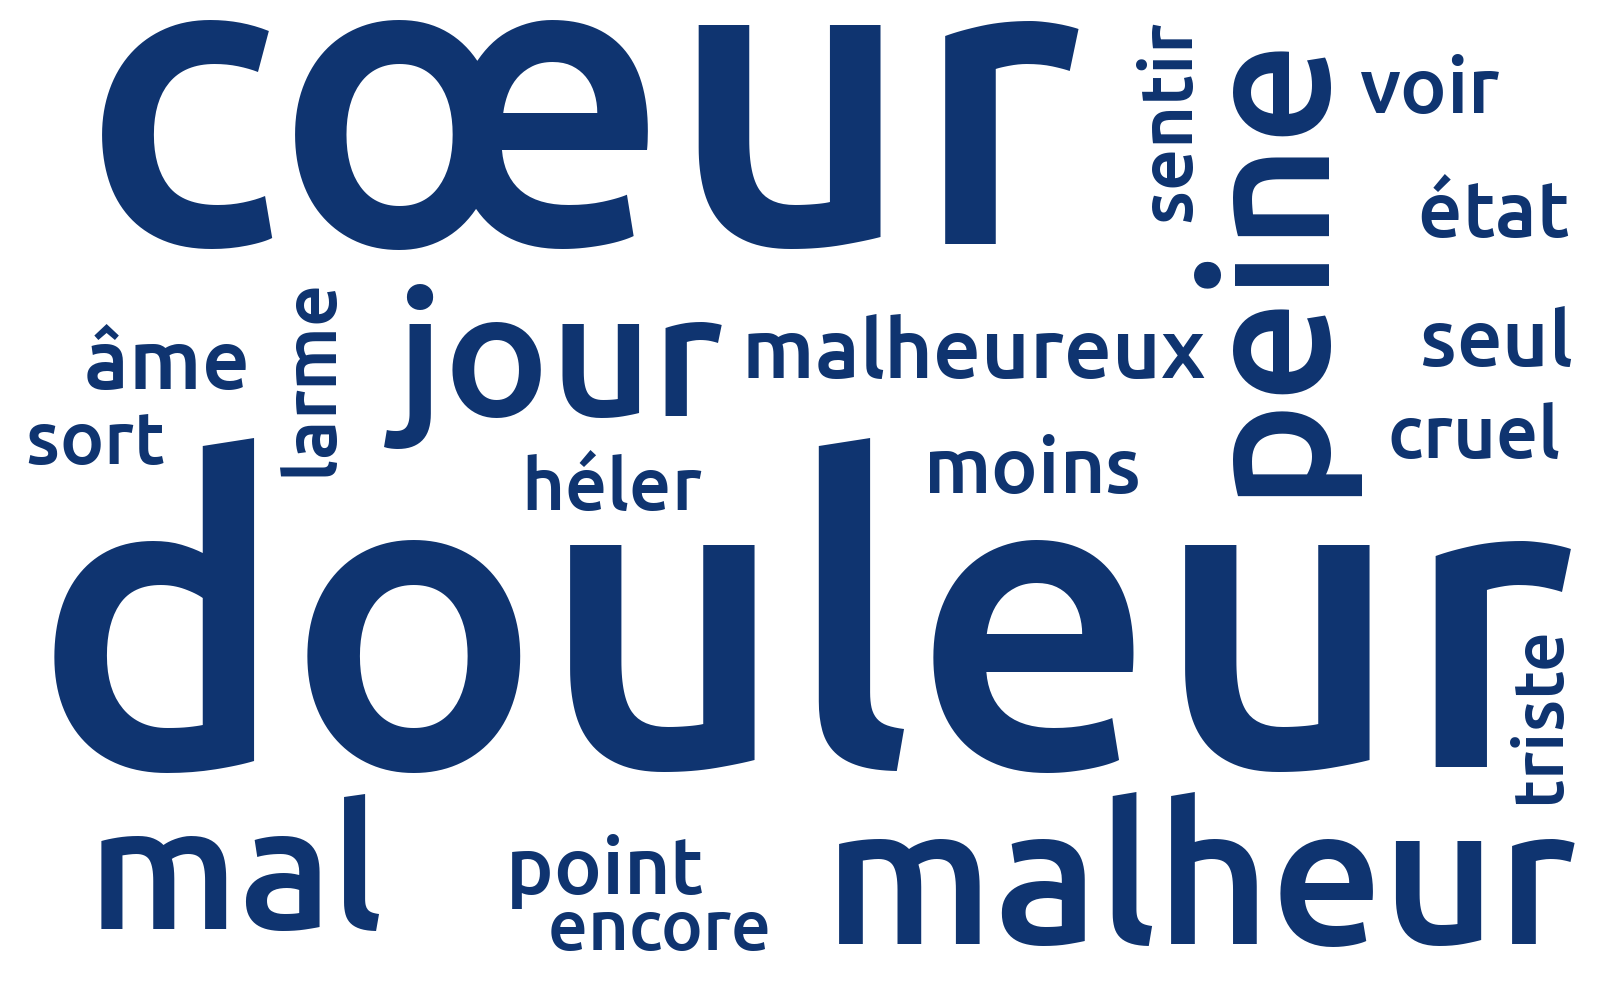 cœur
sentir
peine
voir
état
âme
larme
jour
malheureux
seul
sort
héler
moins
cruel
douleur
triste
mal
point
encore
malheur